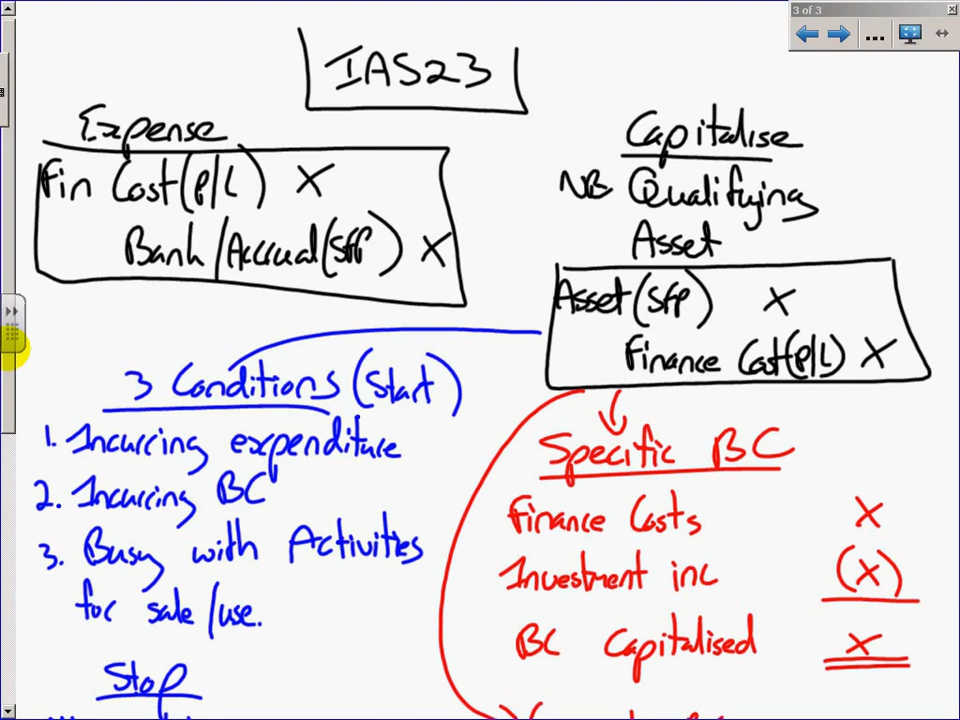 3 of 3
...
IAS23
Expense
Fin Cost (P/L) X
Bank/Accrual (SFP) X
Capitalise
NB Qualifying
Asset
Asset (SFP) X
Finance Cost (P/L) X
3 Conditions (Start)
1. Incurring expenditure
2. Incurring BC
3. Busy with Activities
for sale/use.
Stop
Specific BC
Finance Costs X
Investment inc (X)
BC Capitalised X